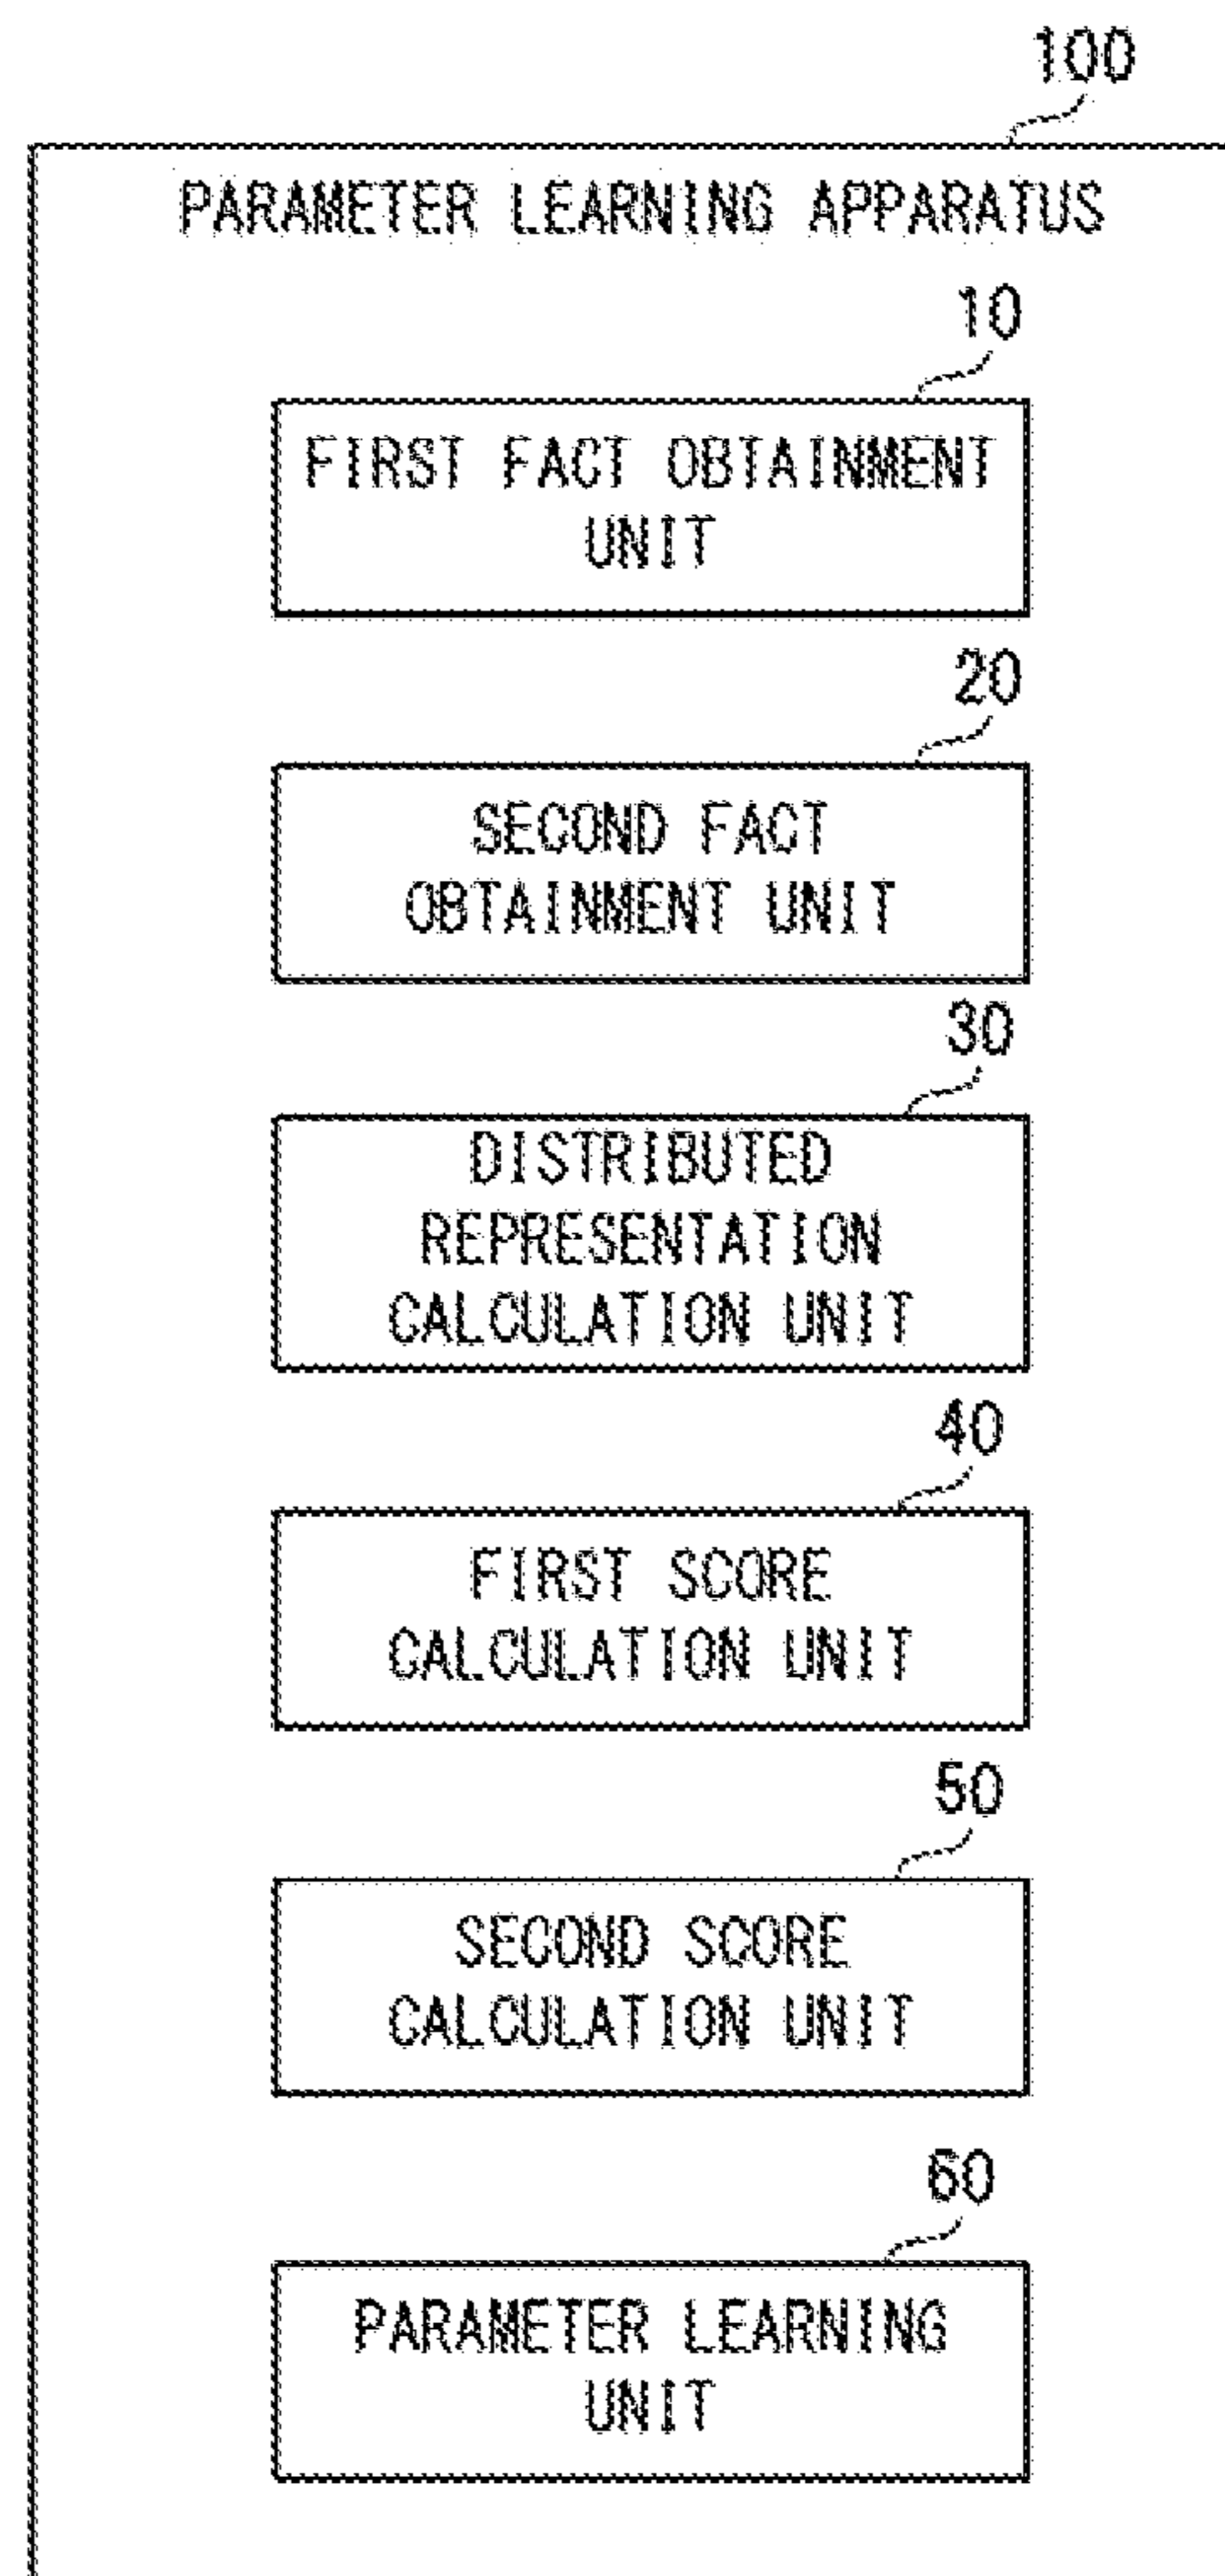 100
PARAMETER LEARNING APPARATUS
10
FIRST FACT OBTAINMENT
UNIT
20
SECOND FACT
OBTAINMENT UNIT
30
DISTRIBUTED
REPRESENTATION
CALCULATION UNIT
40
FIRST SCORE
CALCULATION UNIT
50
SECOND SCORE
CALCULATION UNIT
60
PARAMETER LEARNING
UNIT